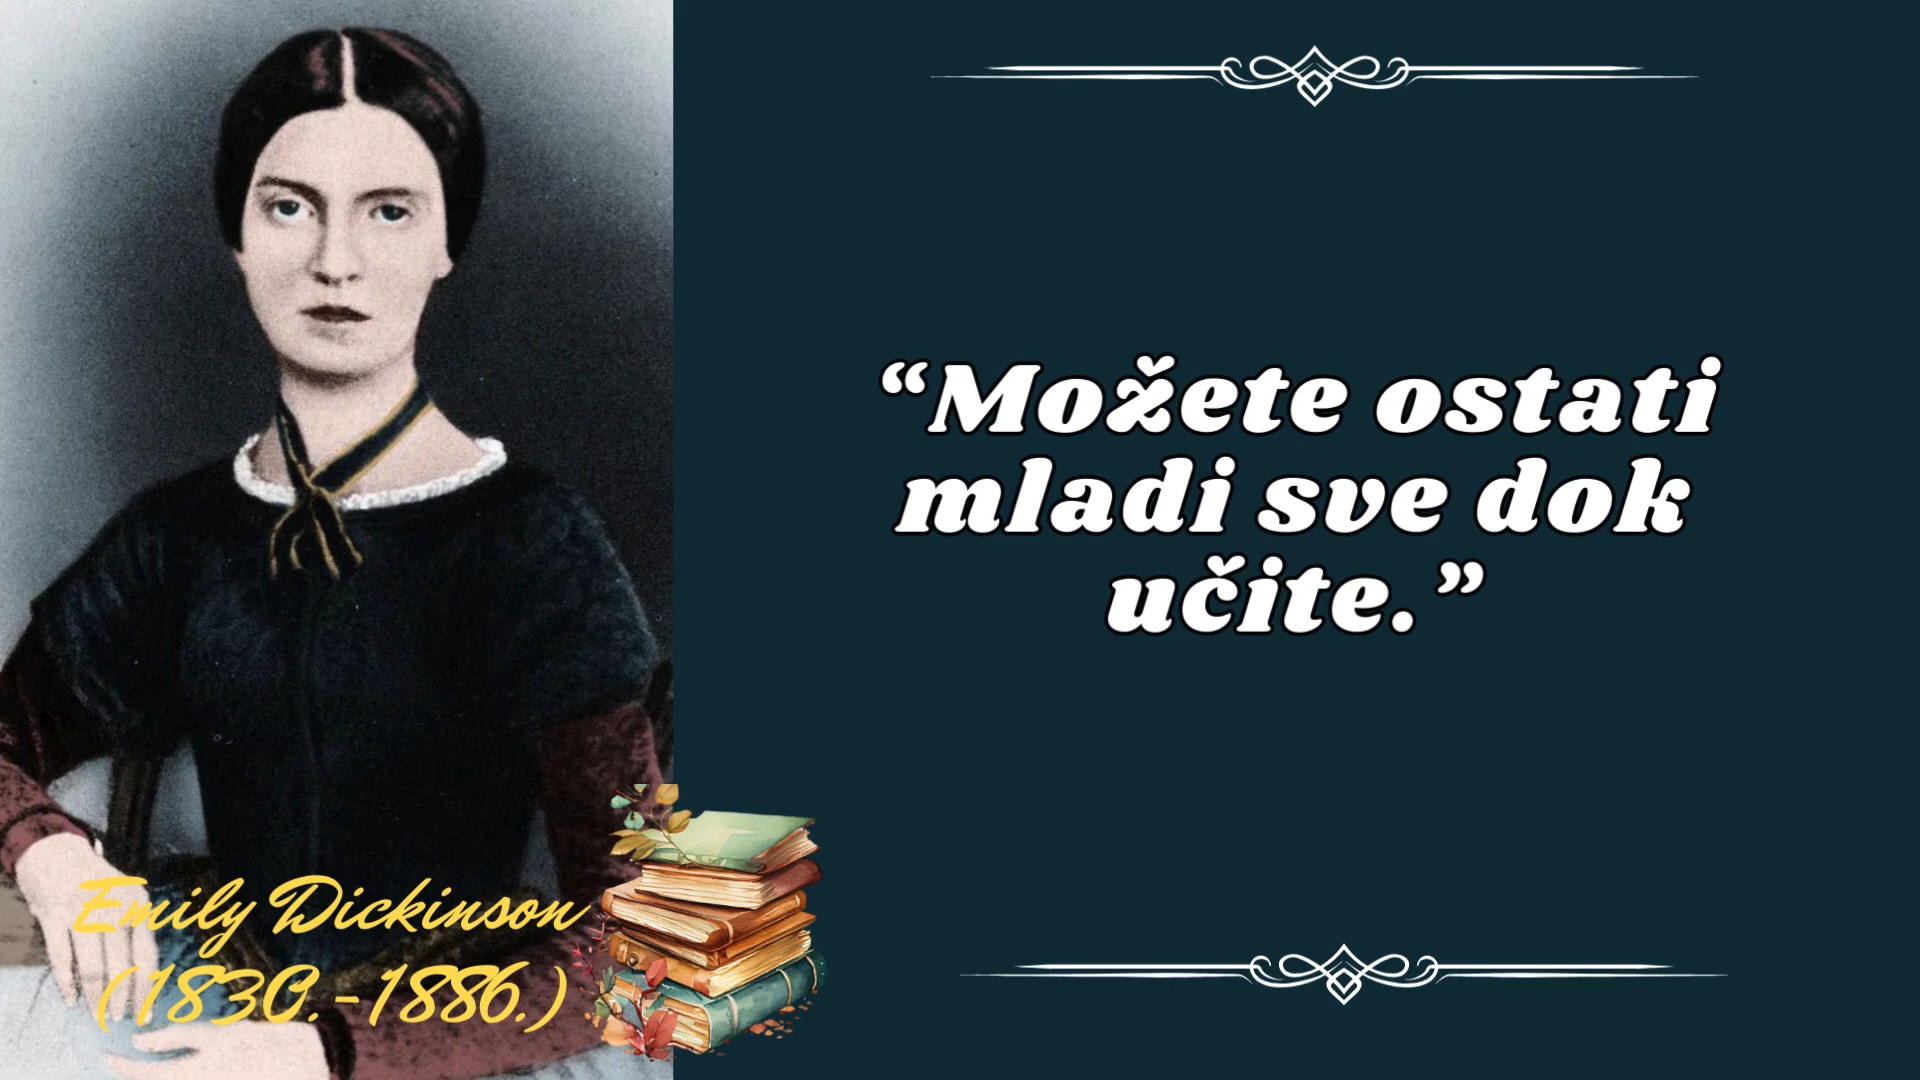 “Možete ostati
mladi sve dok
učite.”
Emily Dickinson
(1830. - 1886.)